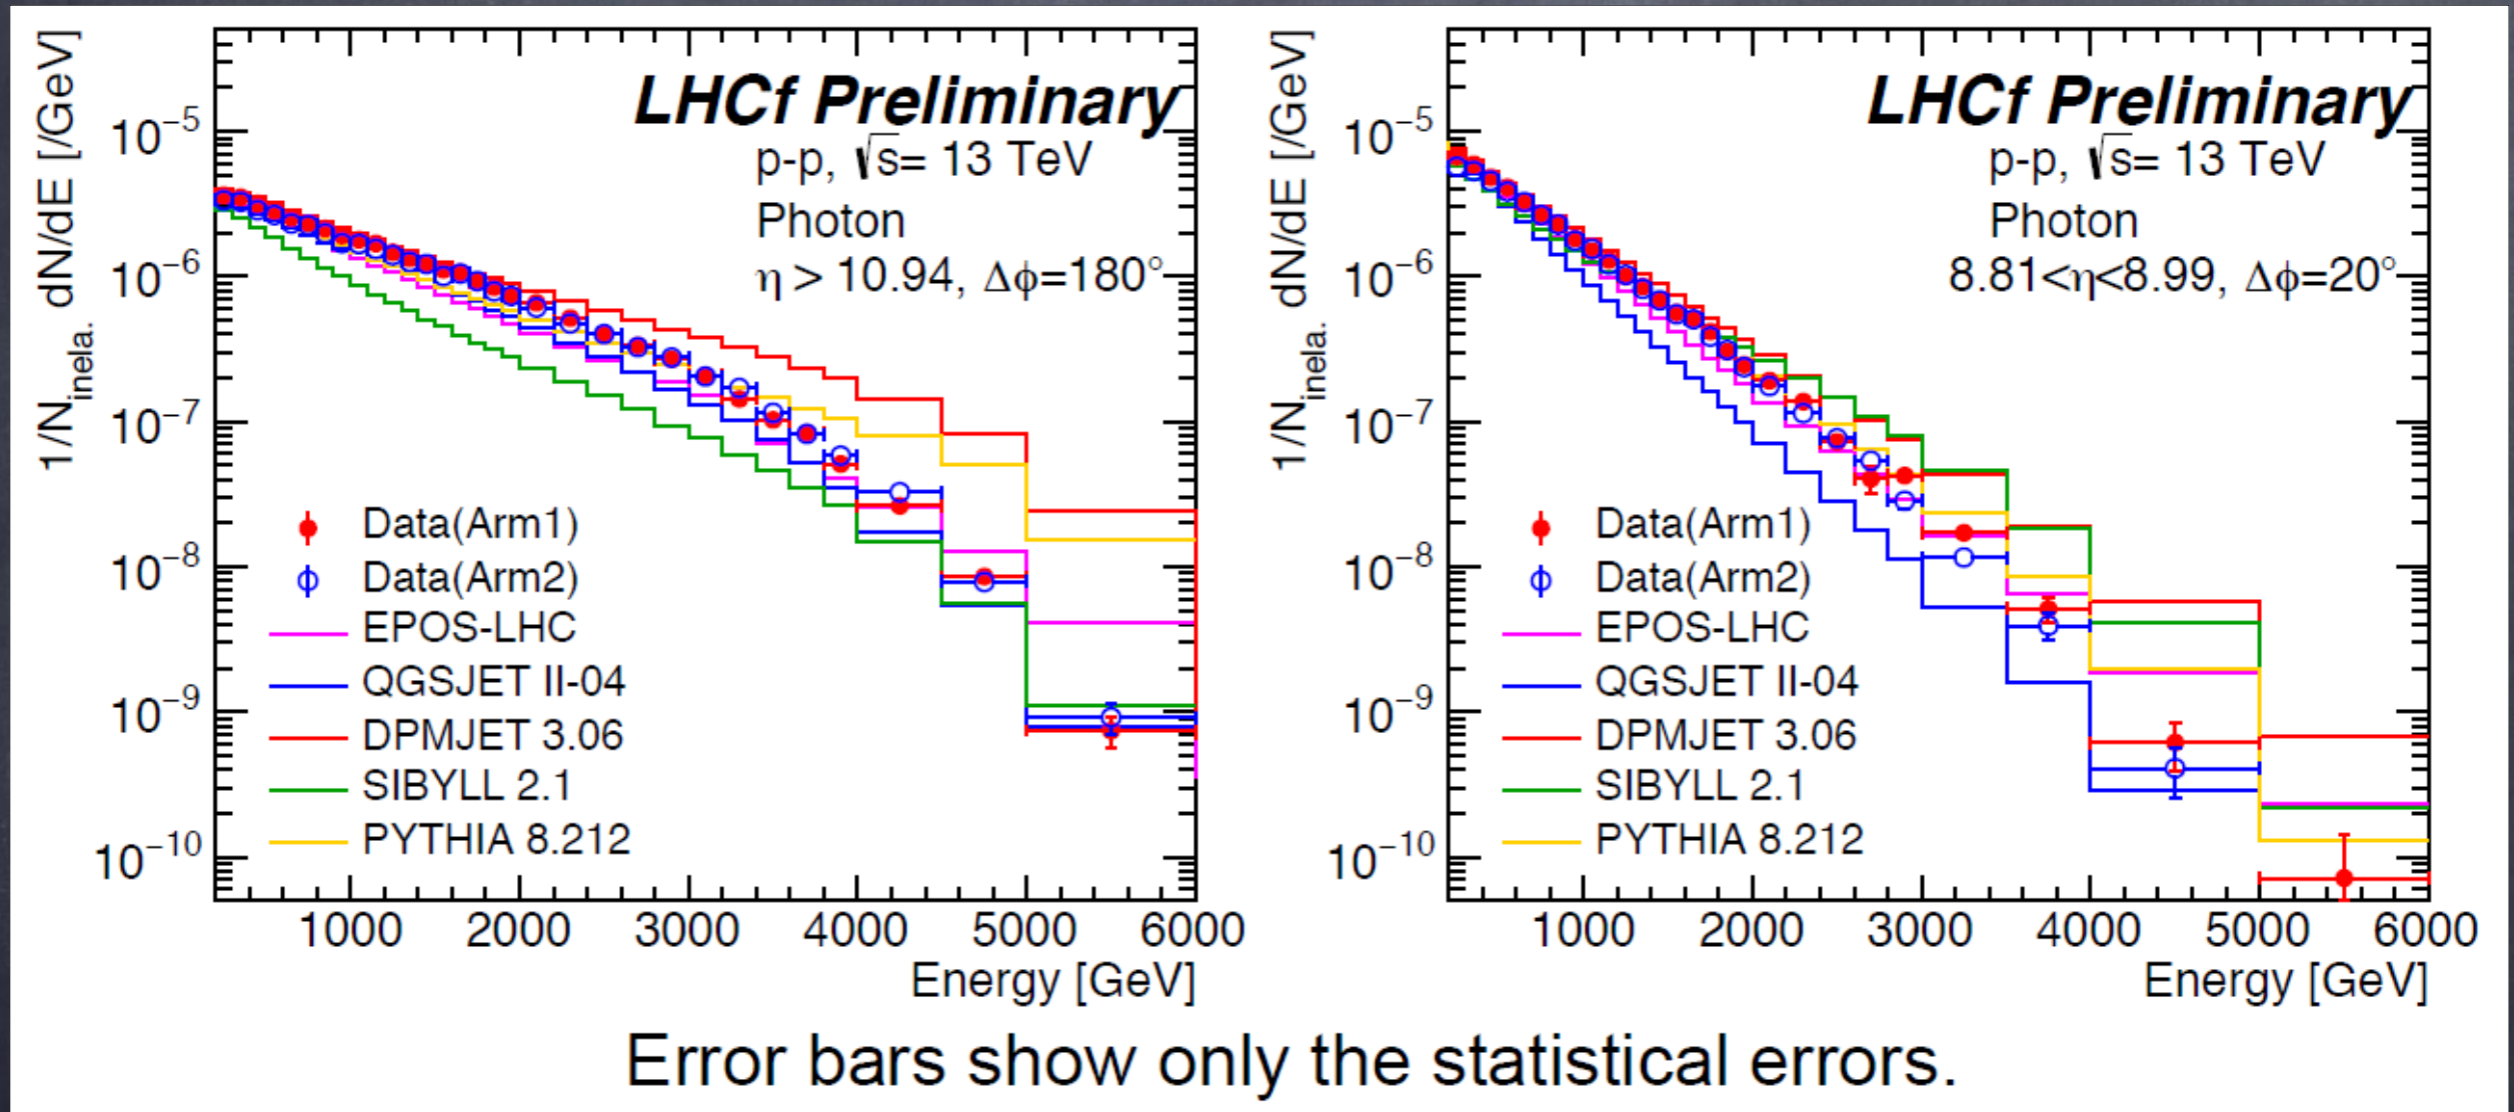 1/N_inela. dN/dE [/GeV]
10⁻⁵
10⁻⁶
10⁻⁷
10⁻⁸
10⁻⁹
10⁻¹⁰
LHCf Preliminary
p-p, √s= 13 TeV
Photon
η > 10.94, Δϕ=180°
Data(Arm1)
Data(Arm2)
EPOS-LHC
QGSJET II-04
DPMJET 3.06
SIBYLL 2.1
PYTHIA 8.212
1000 2000 3000 4000 5000 6000
Energy [GeV]
1/N_inela. dN/dE [/GeV]
10⁻⁵
10⁻⁶
10⁻⁷
10⁻⁸
10⁻⁹
10⁻¹⁰
LHCf Preliminary
p-p, √s= 13 TeV
Photon
8.81<η<8.99, Δϕ=20°
Data(Arm1)
Data(Arm2)
EPOS-LHC
QGSJET II-04
DPMJET 3.06
SIBYLL 2.1
PYTHIA 8.212
1000 2000 3000 4000 5000 6000
Energy [GeV]
Error bars show only the statistical errors.